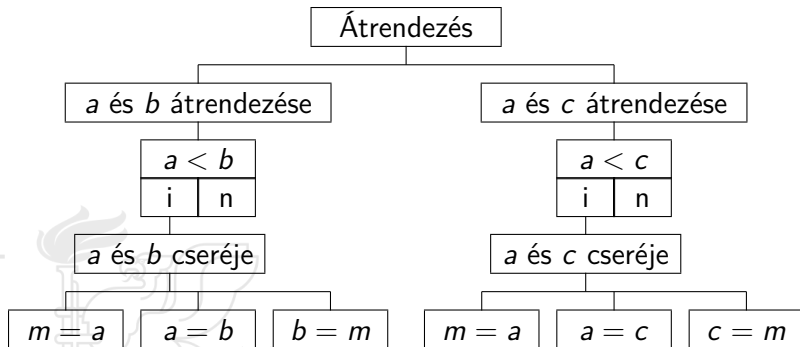 Átrendezés
a és b átrendezése
a és c átrendezése
a < b
a < c
i n
i n
a és b cseréje
a és c cseréje
m = a a = b b = m
m = a a = c c = m